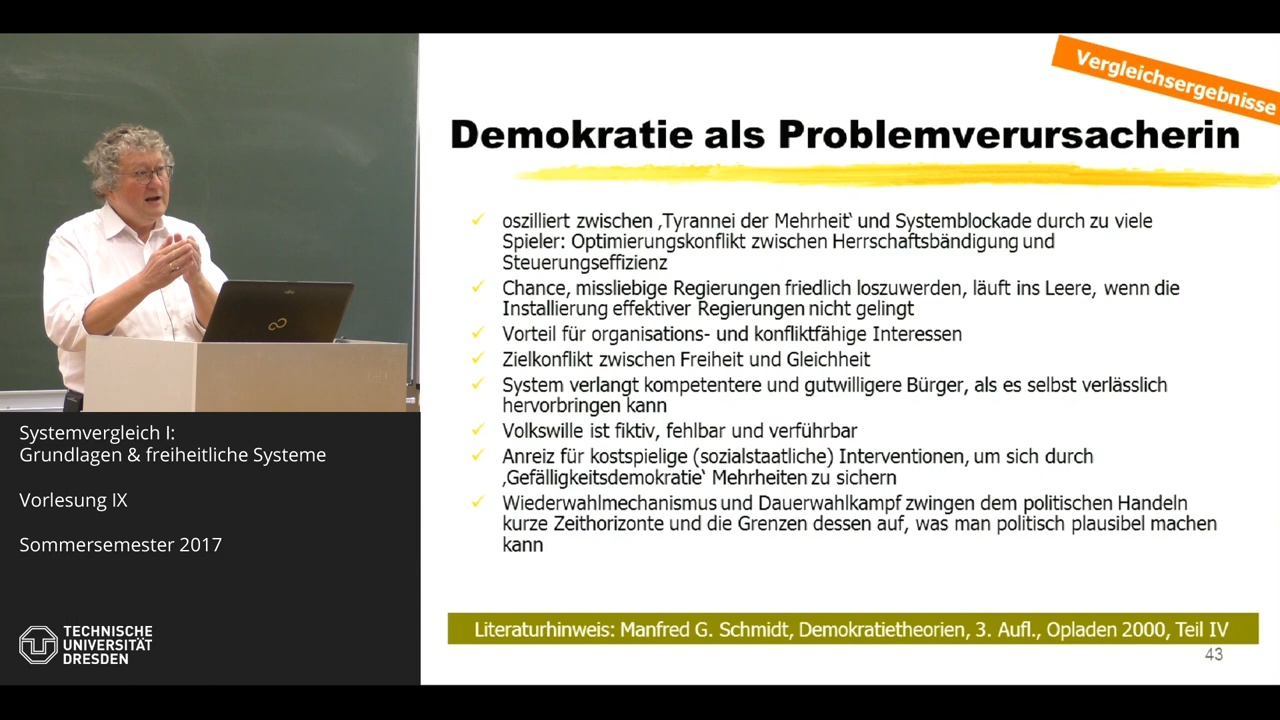 Vergleichsergebnisse
Demokratie als Problemverursacherin
oszilliert zwischen ‚Tyrannei der Mehrheit‘ und Systemblockade durch zu viele
Spieler: Optimierungskonflikt zwischen Herrschaftsbändigung und
Steuerungseffizienz
Chance, missliebige Regierungen friedlich loszuwerden, läuft ins Leere, wenn die
Installierung effektiver Regierungen nicht gelingt
Vorteil für organisations- und konfliktfähige Interessen
Zielkonflikt zwischen Freiheit und Gleichheit
System verlangt kompetentere und gutwilligere Bürger, als es selbst verlässlich
hervorbringen kann
Volkswille ist fiktiv, fehlbar und verführbar
Anreiz für kostspielige (sozialstaatliche) Interventionen, um sich durch
‚Gefälligkeitsdemokratie‘ Mehrheiten zu sichern
Wiederwahlmechanismus und Dauerwahlkampf zwingen dem politischen Handeln
kurze Zeithorizonte und die Grenzen dessen auf, was man politisch plausibel machen
kann
Literaturhinweis: Manfred G. Schmidt, Demokratietheorien, 3. Aufl., Opladen 2000, Teil IV
43
Systemvergleich I:
Grundlagen & freiheitliche Systeme
Vorlesung IX
Sommersemester 2017
TECHNISCHE
UNIVERSITÄT
DRESDEN